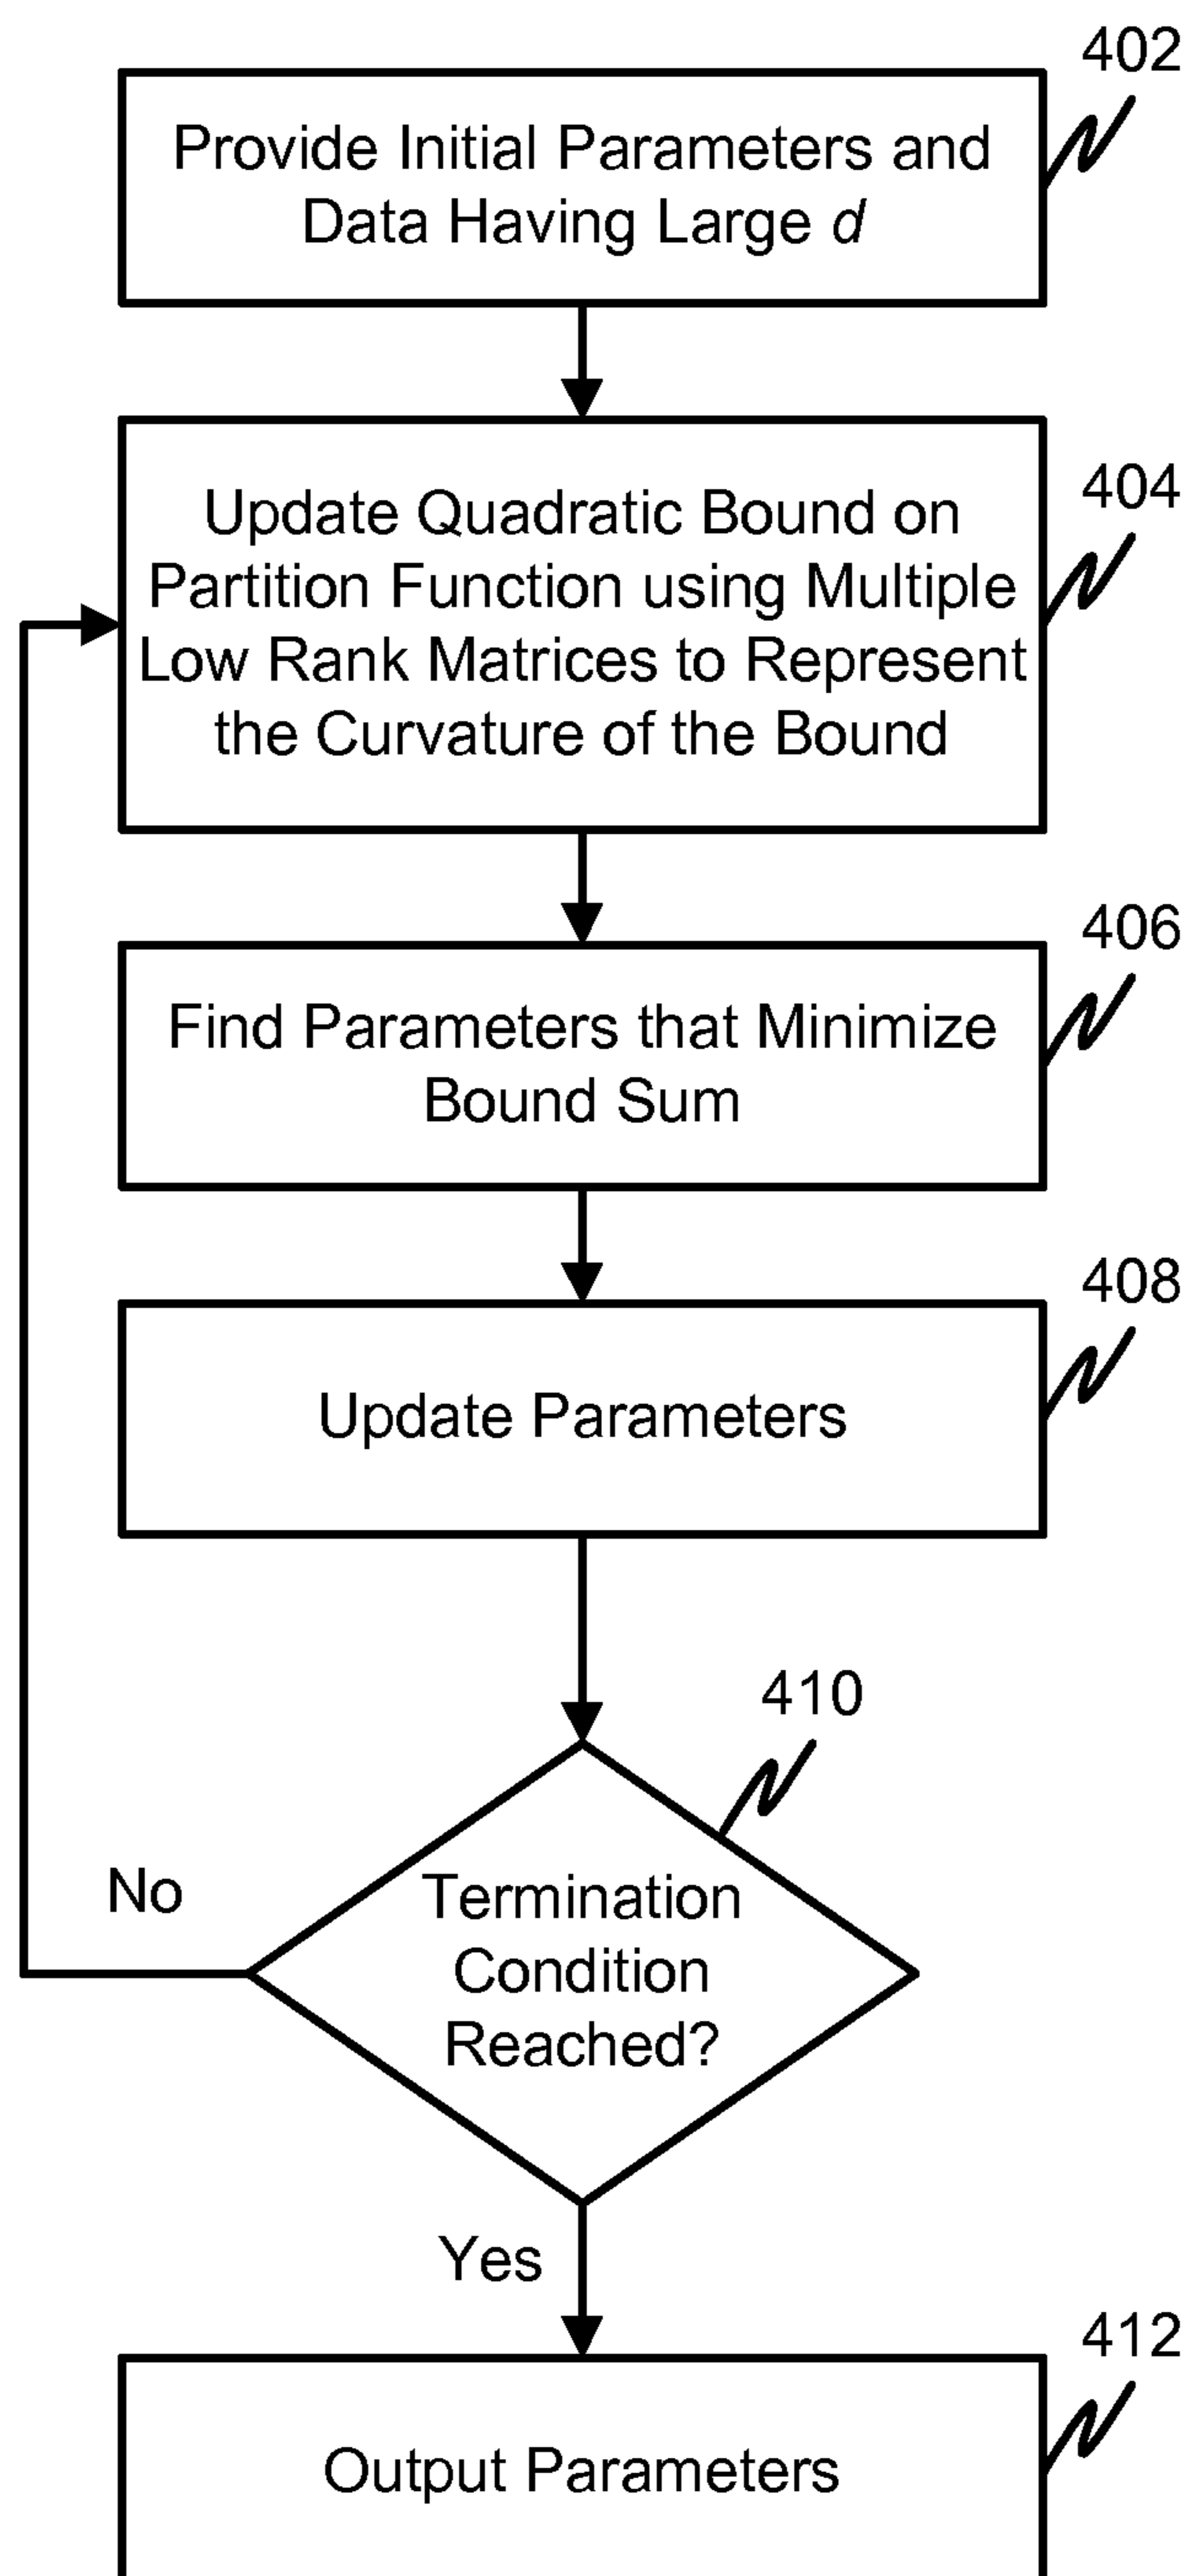 402
Provide Initial Parameters and
Data Having Large d
404
Update Quadratic Bound on
Partition Function using Multiple
Low Rank Matrices to Represent
the Curvature of the Bound
406
Find Parameters that Minimize
Bound Sum
408
Update Parameters
410
Termination
Condition
Reached?
No
Yes
412
Output Parameters